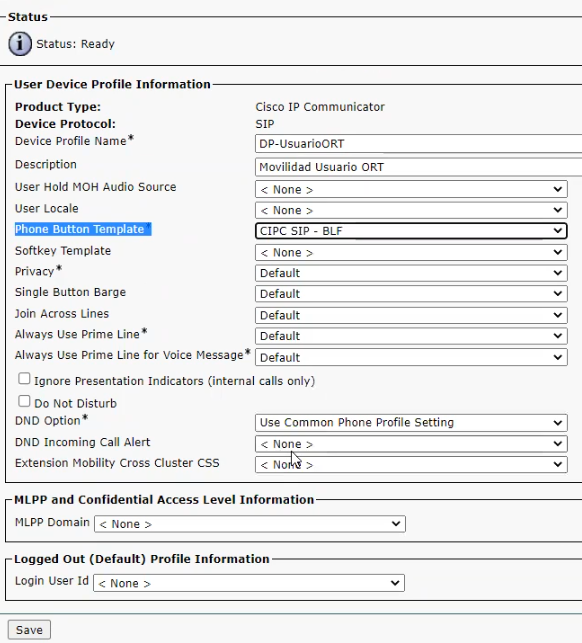 Status
Status: Ready
User Device Profile Information
Product Type: Cisco IP Communicator
Device Protocol: SIP
Device Profile Name* DP-UsuarioORT
Description Movilidad Usuario ORT
User Hold MOH Audio Source < None >
User Locale < None >
Phone Button Template* CIPC SIP - BLF
Softkey Template < None >
Privacy* Default
Single Button Barge Default
Join Across Lines Default
Always Use Prime Line* Default
Always Use Prime Line for Voice Message* Default
Ignore Presentation Indicators (internal calls only)
Do Not Disturb
DND Option* Use Common Phone Profile Setting
DND Incoming Call Alert < None >
Extension Mobility Cross Cluster CSS < None >
MLPP and Confidential Access Level Information
MLPP Domain < None >
Logged Out (Default) Profile Information
Login User Id < None >
Save